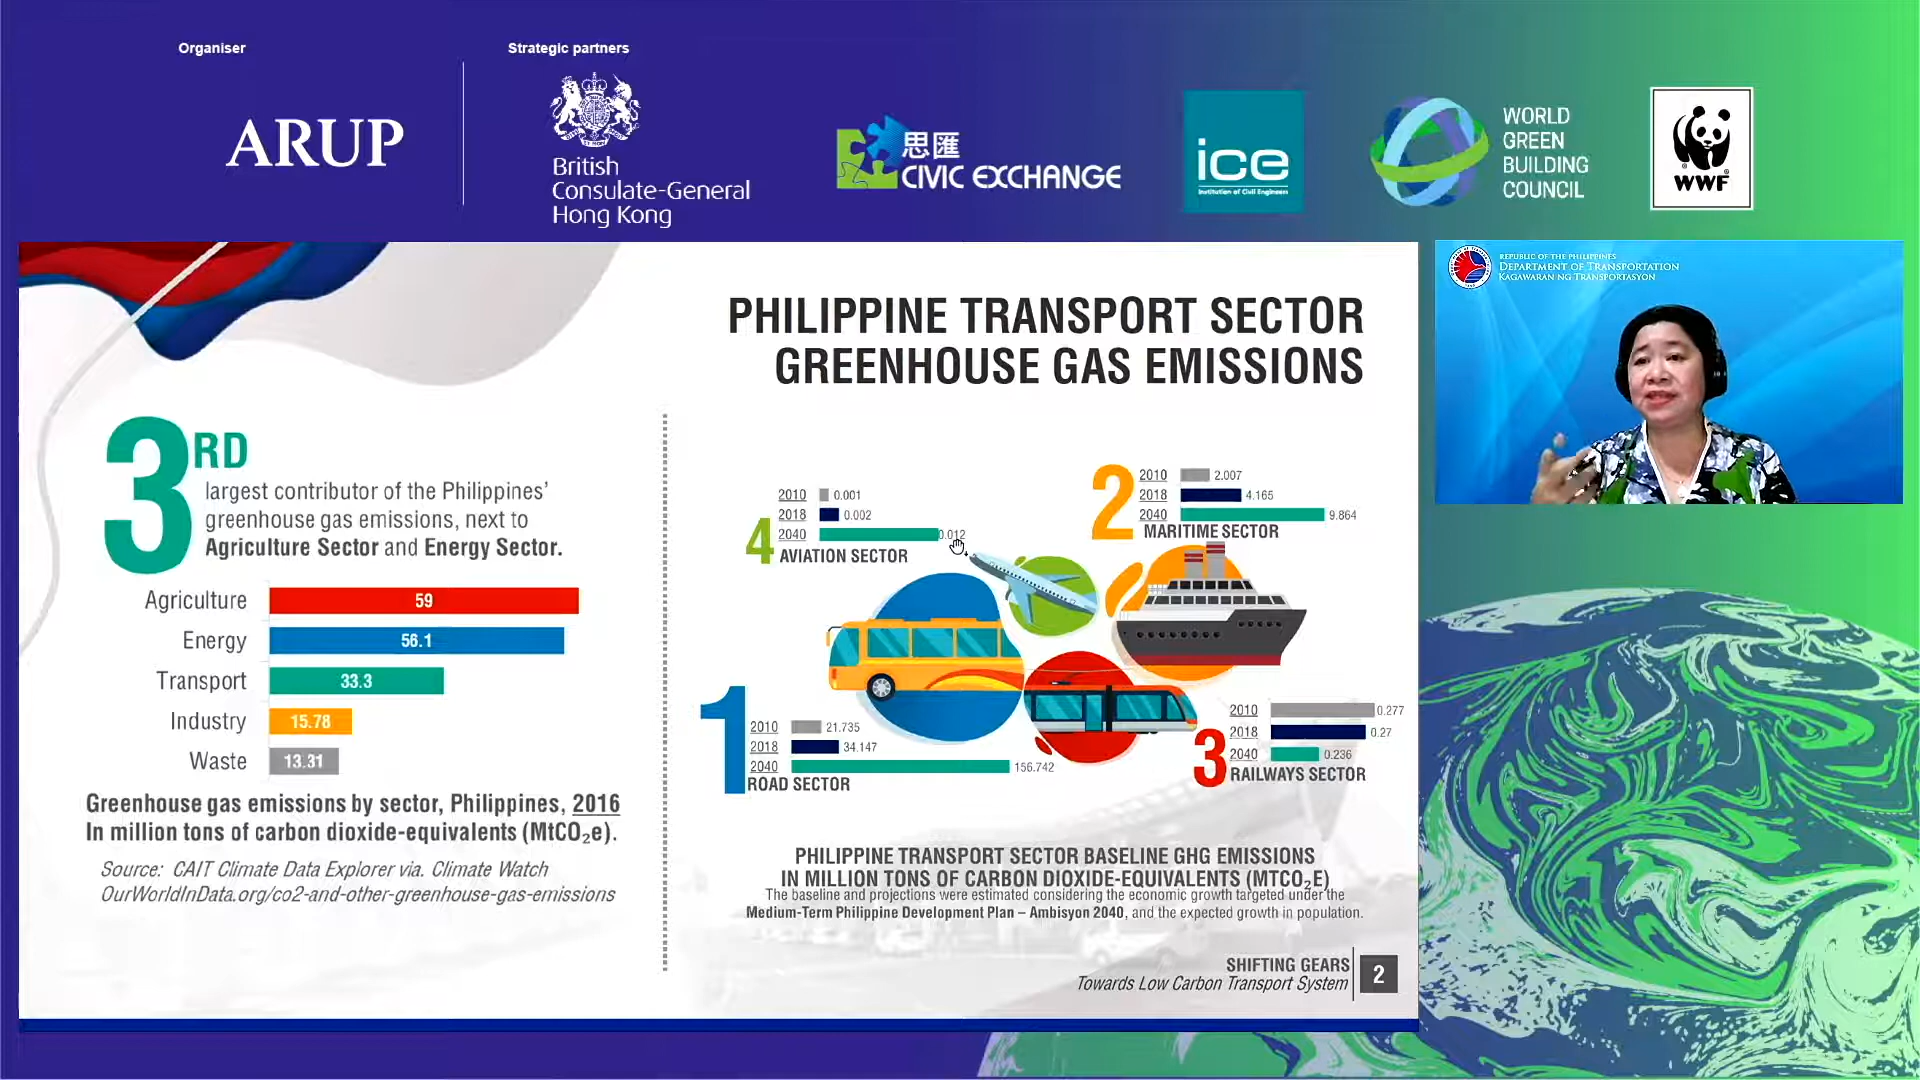 Organiser
Strategic partners
ARUP
British
Consulate-General
Hong Kong
思匯
CIVIC EXCHANGE
ice
Institution of Civil Engineers
WORLD
GREEN
BUILDING
COUNCIL
WWF
REPUBLIC OF THE PHILIPPINES
DEPARTMENT OF TRANSPORTATION
KAGAWARAN NG TRANSPORTASYON
PHILIPPINE TRANSPORT SECTOR
GREENHOUSE GAS EMISSIONS
3RD
largest contributor of the Philippines'
greenhouse gas emissions, next to
Agriculture Sector and Energy Sector.
Agriculture 59
Energy 56.1
Transport 33.3
Industry 15.78
Waste 13.31
Greenhouse gas emissions by sector, Philippines, 2016
In million tons of carbon dioxide-equivalents (MtCO₂e).
Source: CAIT Climate Data Explorer via. Climate Watch
OurWorldInData.org/co2-and-other-greenhouse-gas-emissions
4
2010 0.001
2018 0.002
2040 0.012
AVIATION SECTOR
2
2010 2.007
2018 4.165
2040 9.864
MARITIME SECTOR
1
2010 21.735
2018 34.147
2040 156.742
ROAD SECTOR
3
2010 0.277
2018 0.27
2040 0.236
RAILWAYS SECTOR
PHILIPPINE TRANSPORT SECTOR BASELINE GHG EMISSIONS
IN MILLION TONS OF CARBON DIOXIDE-EQUIVALENTS (MTCO₂E)
The baseline and projections were estimated considering the economic growth targeted under the
Medium-Term Philippine Development Plan – Ambisyon 2040, and the expected growth in population.
SHIFTING GEARS
Towards Low Carbon Transport System
2